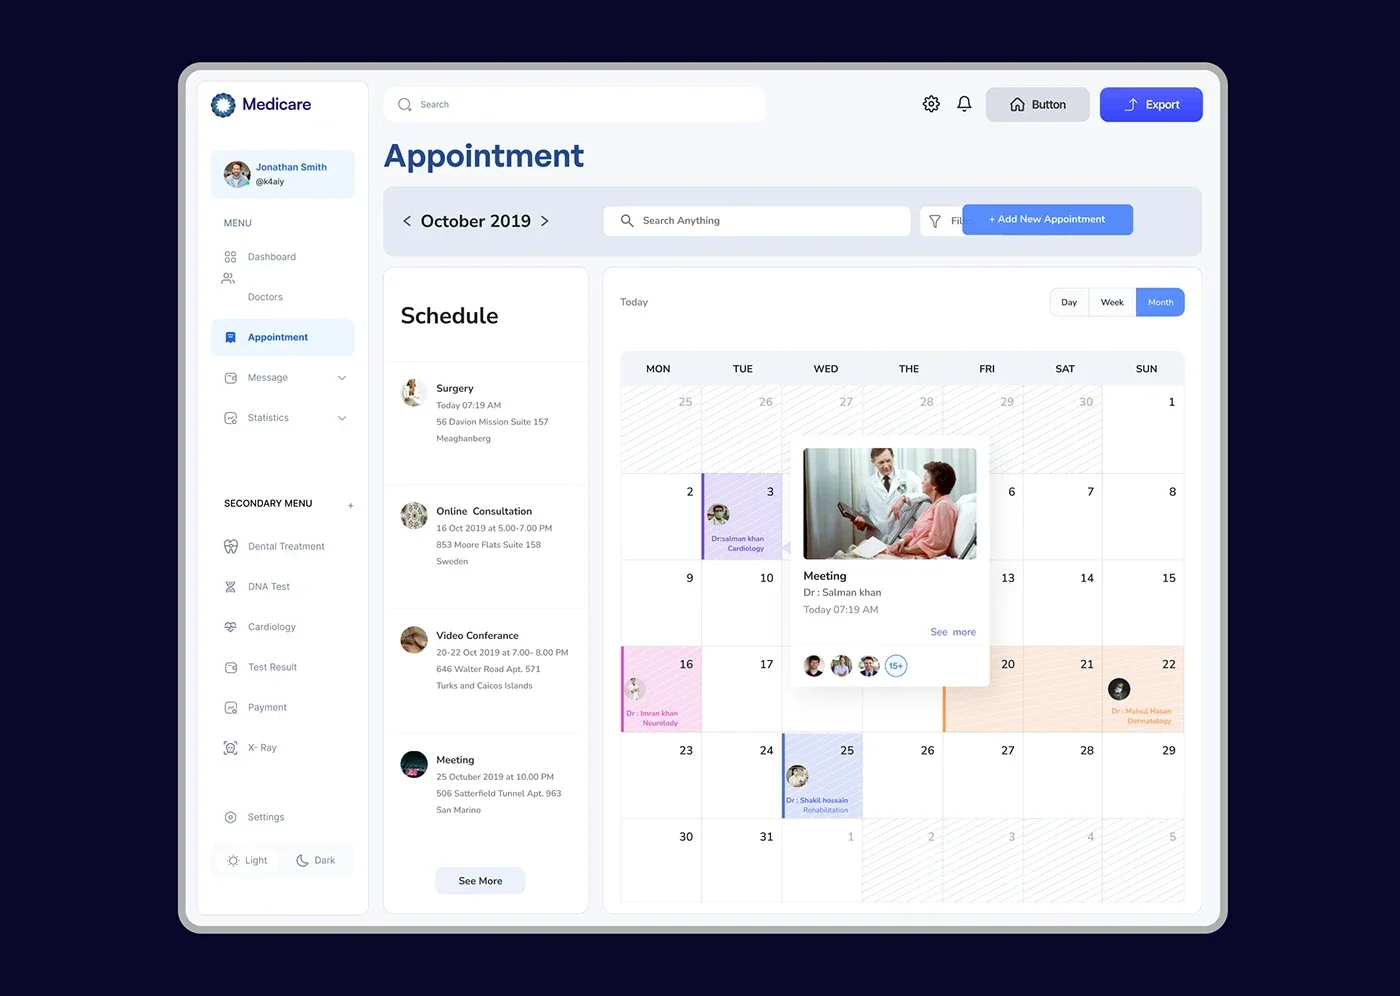 Medicare
Search
Button
Export
Jonathan Smith
@k4aiy
MENU
Dashboard
Doctors
Appointment
Message
Statistics
SECONDARY MENU +
Dental Treatment
DNA Test
Cardiology
Test Result
Payment
X- Ray
Settings
Light
Dark
Appointment
< October 2019 >
Search Anything
+ Add New Appointment
Schedule
Surgery
Today 07:19 AM
56 Davion Mission Suite 157
Meaghanberg
Online Consultation
16 Oct 2019 at 5.00-7.00 PM
853 Moore Flats Suite 158
Sweden
Video Conferance
20-22 Oct 2019 at 7.00- 8.00 PM
646 Walter Road Apt. 571
Turks and Caicos Islands
Meeting
25 Octuber 2019 at 10.00 PM
506 Satterfield Tunnel Apt. 963
San Marino
See More
Today
Day Week Month
MON TUE WED THE FRI SAT SUN
25 26 27 28 29 30 1
2 3 6 7 8
Dr:salman khan
Cardiology
9 10 13 14 15
Meeting
Dr : Salman khan
Today 07:19 AM
See more
15+
16 17 20 21 22
Dr : Imran khan
Neurolody
Dr : Mainul Hasan
Dermatology
23 24 25 26 27 28 29
Dr : Shakil hossain
Rehabilitation
30 31 1 2 3 4 5